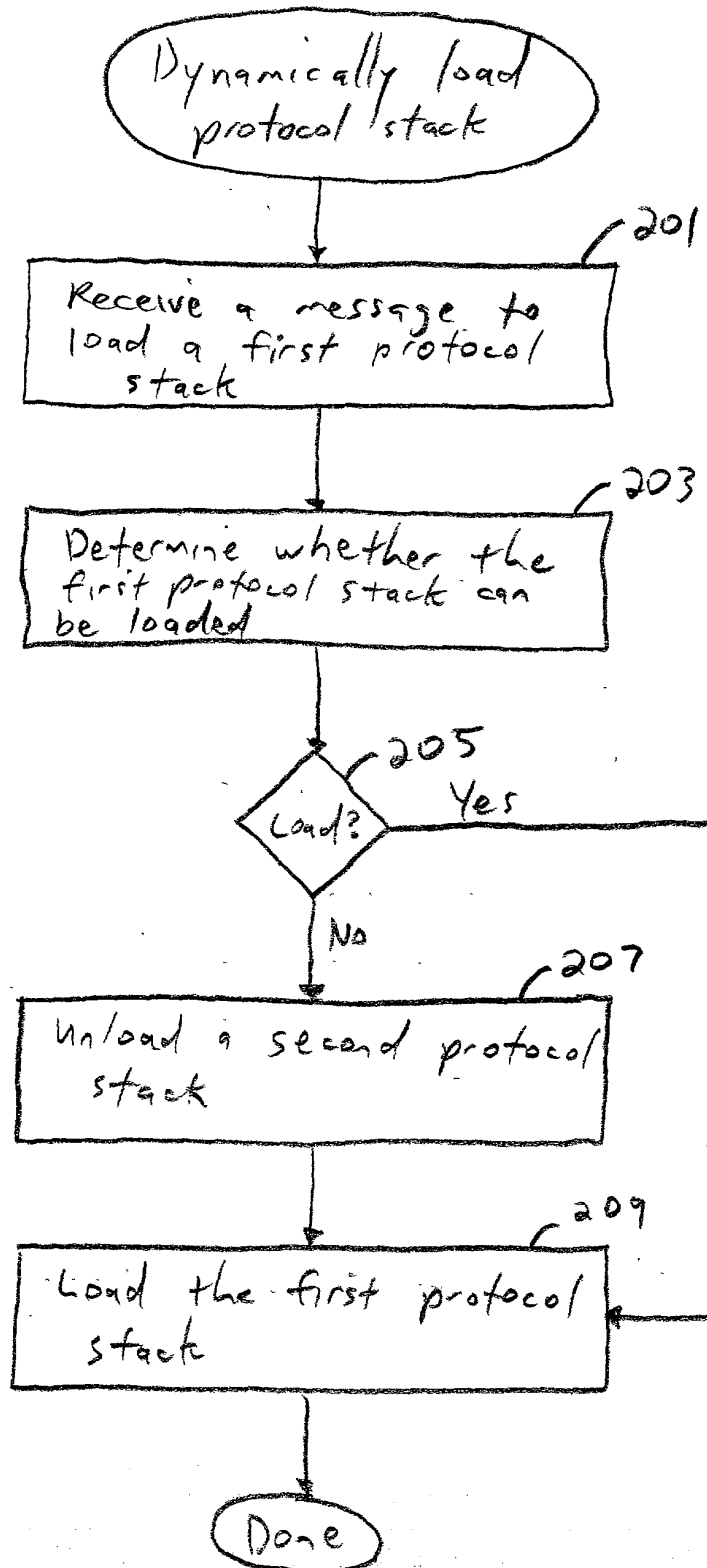 Dynamically load
protocol stack
201
Receive a message to
load a first protocol
stack
203
Determine whether the
first protocol stack can
be loaded
205
Load?
Yes
No
207
Unload a second protocol
stack
209
Load the first protocol
stack
Done